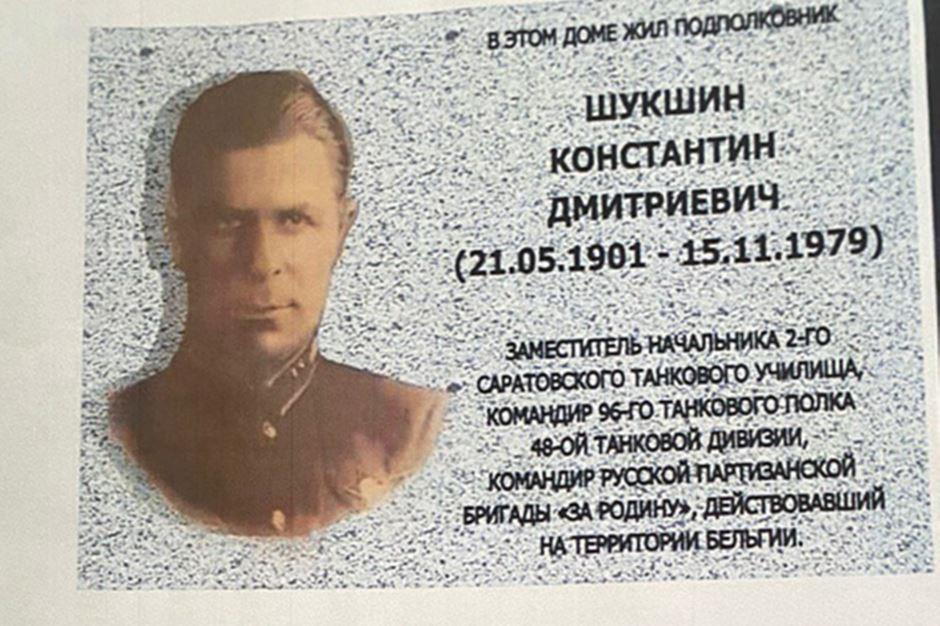 В ЭТОМ ДОМЕ ЖИЛ ПОДПОЛКОВНИК
ШУКШИН
КОНСТАНТИН
ДМИТРИЕВИЧ
(21.05.1901 - 15.11.1979)
ЗАМЕСТИТЕЛЬ НАЧАЛЬНИКА 2-ГО
САРАТОВСКОГО ТАНКОВОГО УЧИЛИЩА,
КОМАНДИР 96-ГО ТАНКОВОГО ПОЛКА
48-ОЙ ТАНКОВОЙ ДИВИЗИИ,
КОМАНДИР РУССКОЙ ПАРТИЗАНСКОЙ
БРИГАДЫ «ЗА РОДИНУ», ДЕЙСТВОВАВШИЙ
НА ТЕРРИТОРИИ БЕЛЬГИИ.